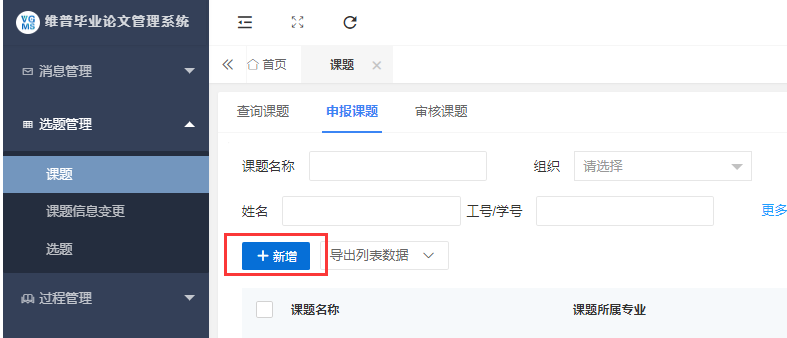 VG
MS
维普毕业论文管理系统
消息管理
选题管理
课题
课题信息变更
选题
过程管理
首页
课题
查询课题 申报课题 审核课题
课题名称 组织 请选择
姓名 工号/学号 更多
新增 导出列表数据
课题名称 课题所属专业